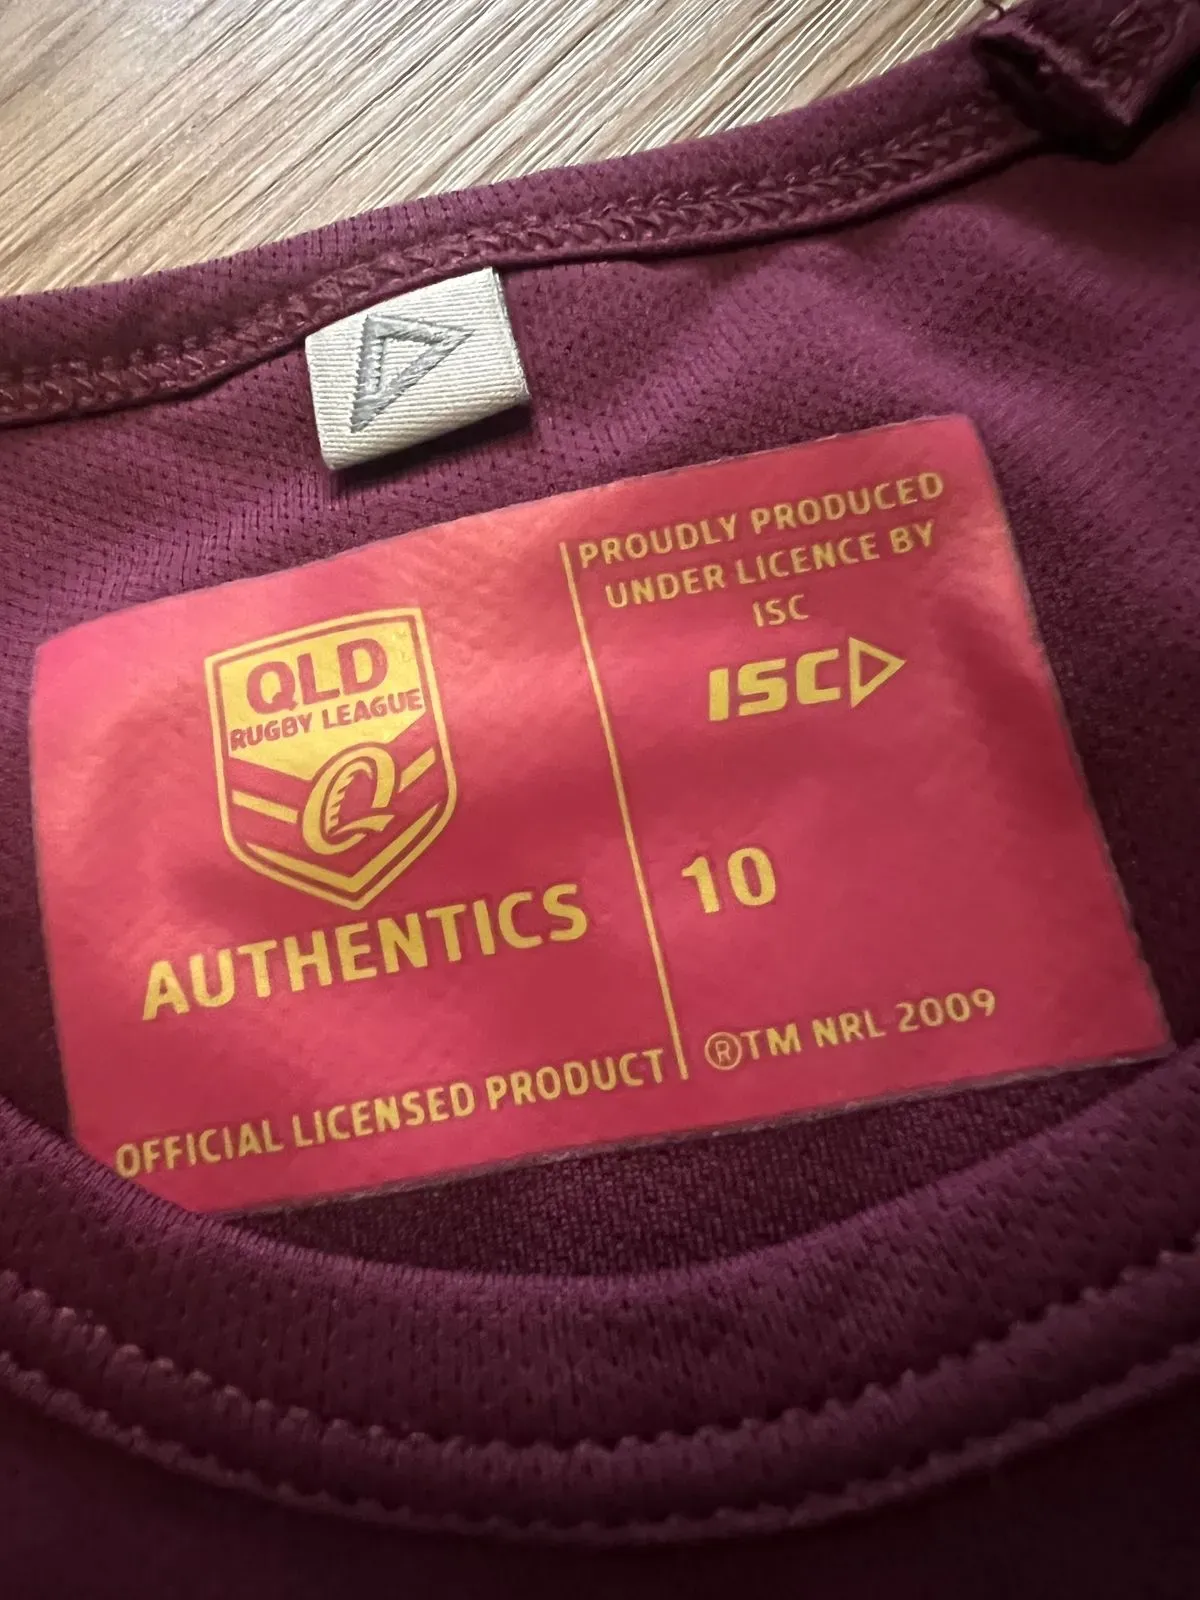 QLD
RUGBY LEAGUE
AUTHENTICS
OFFICIAL LICENSED PRODUCT
PROUDLY PRODUCED
UNDER LICENCE BY
ISC
ISC
10
®TM NRL 2009